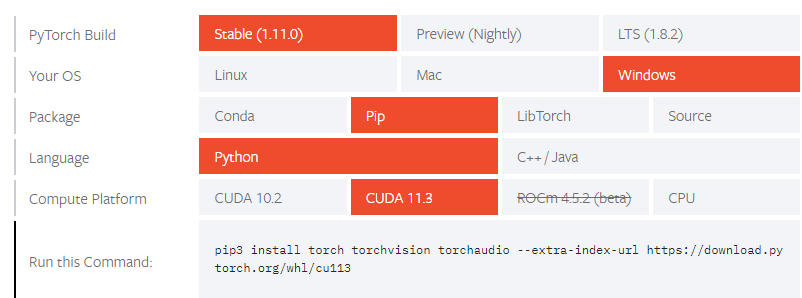 PyTorch Build Stable (1.11.0) Preview (Nightly) LTS (1.8.2)
Your OS Linux Mac Windows
Package Conda Pip LibTorch Source
Language Python C++ / Java
Compute Platform CUDA 10.2 CUDA 11.3 ROCm 4.5.2 (beta) CPU
Run this Command: pip3 install torch torchvision torchaudio --extra-index-url https://download.py
torch.org/whl/cu113